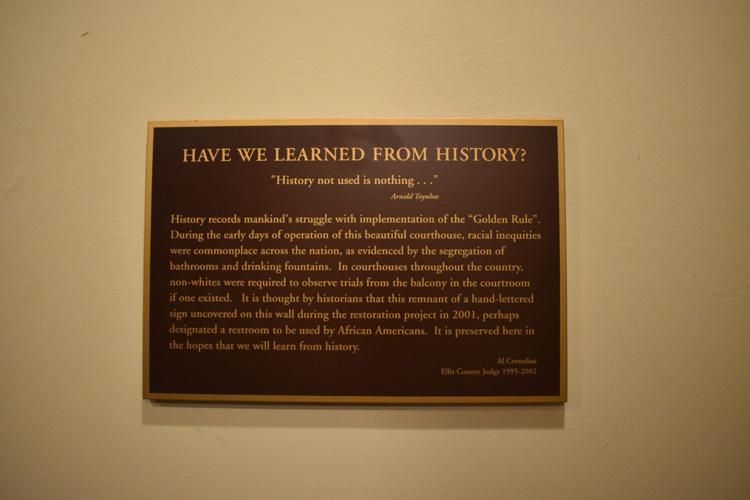 HAVE WE LEARNED FROM HISTORY?
"History not used is nothing . . ."
Arnold Toynbee
History records mankind's struggle with implementation of the “Golden Rule”.
During the early days of operation of this beautiful courthouse, racial inequities
were commonplace across the nation, as evidenced by the segregation of
bathrooms and drinking fountains. In courthouses throughout the country,
non-whites were required to observe trials from the balcony in the courtroom
if one existed. It is thought by historians that this remnant of a hand-lettered
sign uncovered on this wall during the restoration project in 2001, perhaps
designated a restroom to be used by African Americans. It is preserved here in
the hopes that we will learn from history.
Al Cornelius
Ellis County Judge 1995-2002